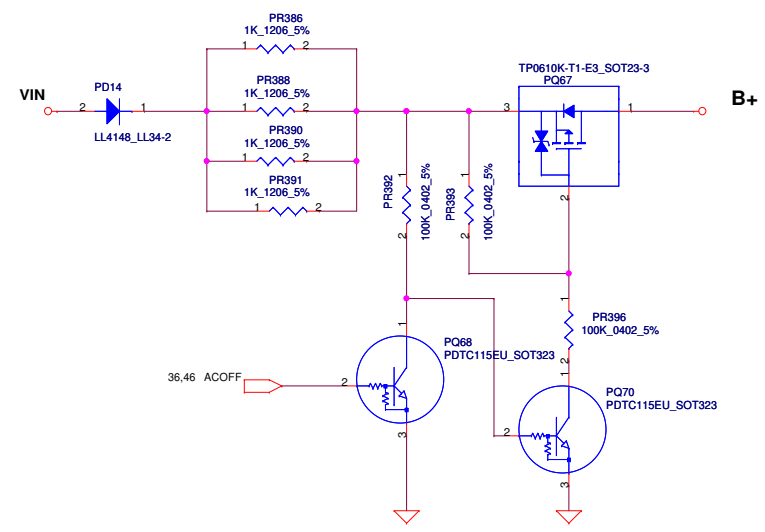 PR386
1K_1206_5%
1 2
PR388
1K_1206_5%
1 2
PR390
1K_1206_5%
1 2
PR391
1K_1206_5%
1 2
VIN
2
PD14
1
LL4148_LL34-2
TP0610K-T1-E3_SOT23-3
PQ67
3
1
2
B+
PR392
100K_0402_5%
1
2
PR393
100K_0402_5%
1
2
1
PR396
100K_0402_5%
2
36,46 ACOFF
2
1
PQ68
PDTC115EU_SOT323
3
2
1
PQ70
PDTC115EU_SOT323
3